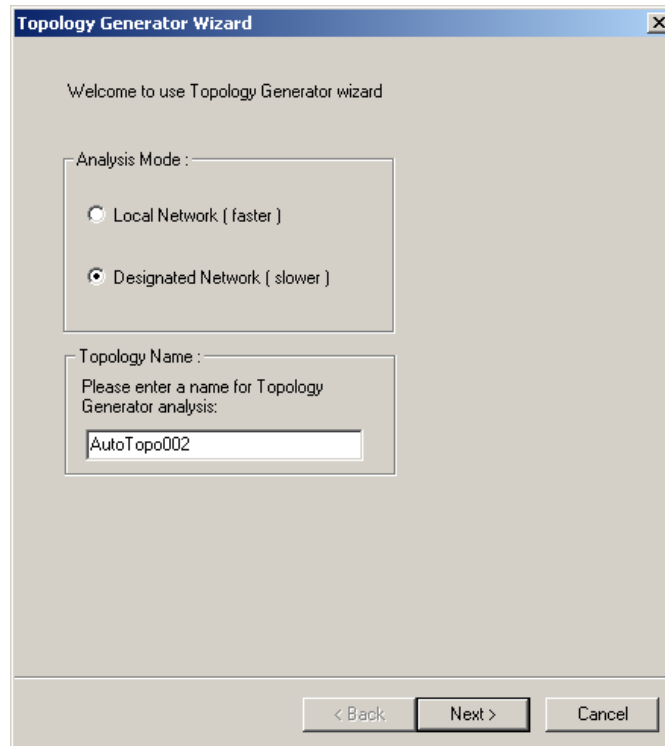 Topology Generator Wizard
Welcome to use Topology Generator wizard
Analysis Mode :
Local Network ( faster )
Designated Network ( slower )
Topology Name :
Please enter a name for Topology
Generator analysis:
AutoTopo002
< Back
Next >
Cancel